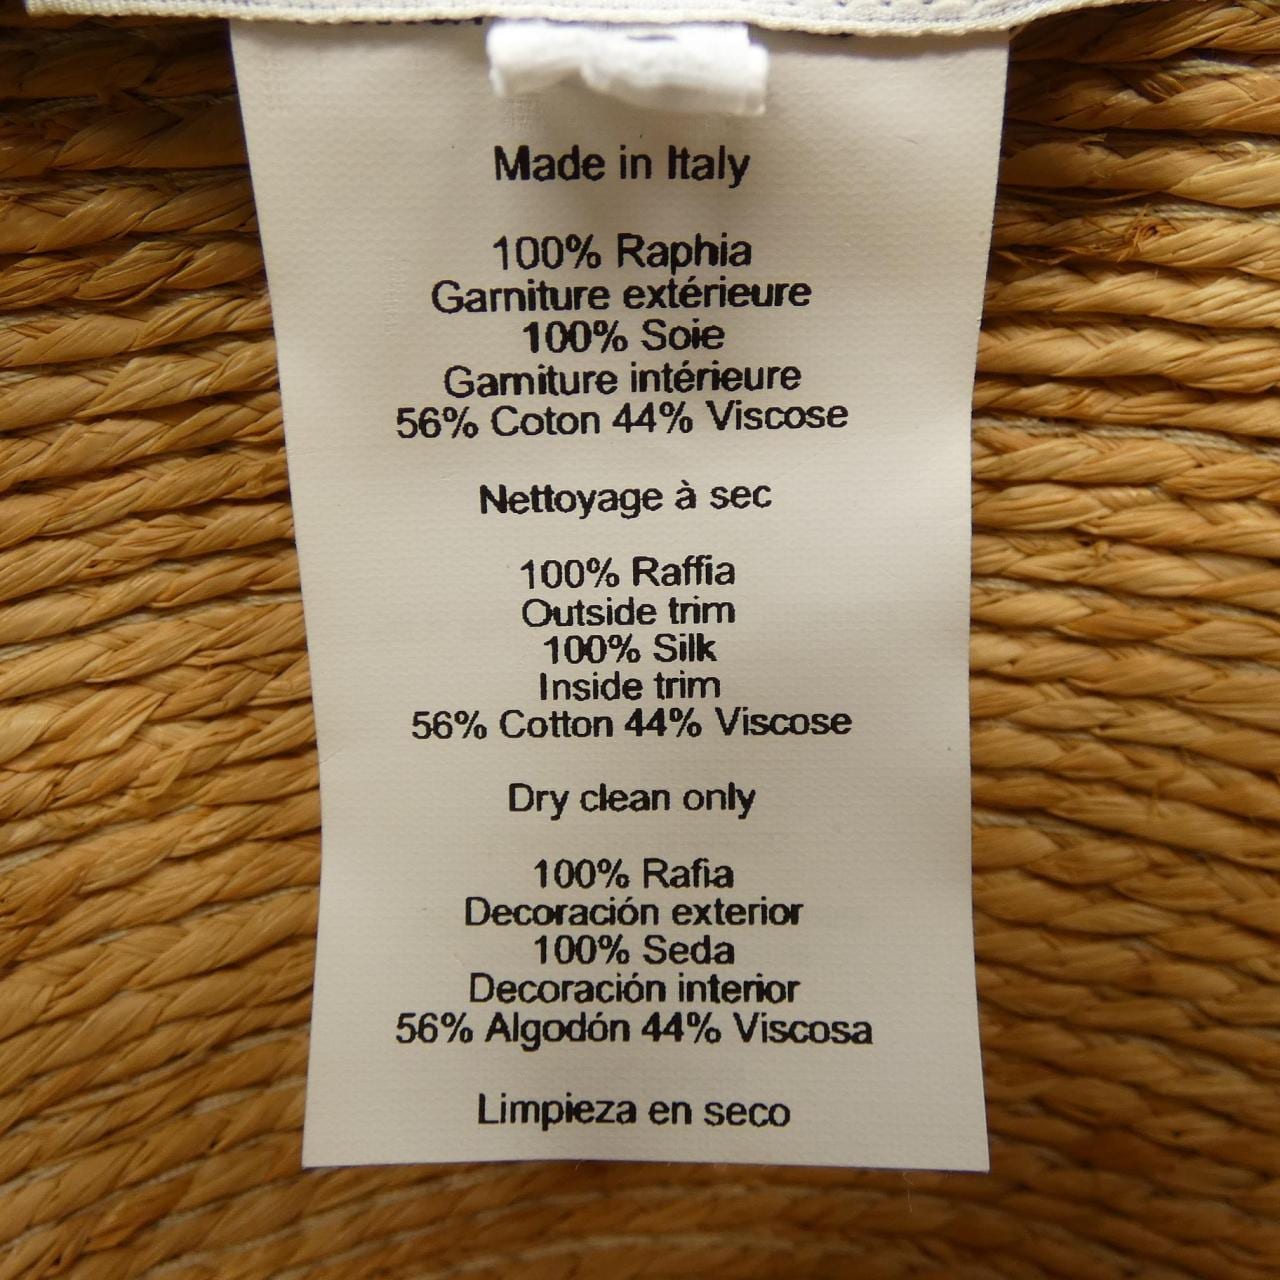 Made in Italy
100% Raphia
Garniture extérieure
100% Soie
Garniture intérieure
56% Coton 44% Viscose
Nettoyage à sec
100% Raffia
Outside trim
100% Silk
Inside trim
56% Cotton 44% Viscose
Dry clean only
100% Rafia
Decoración exterior
100% Seda
Decoración interior
56% Algodón 44% Viscosa
Limpieza en seco